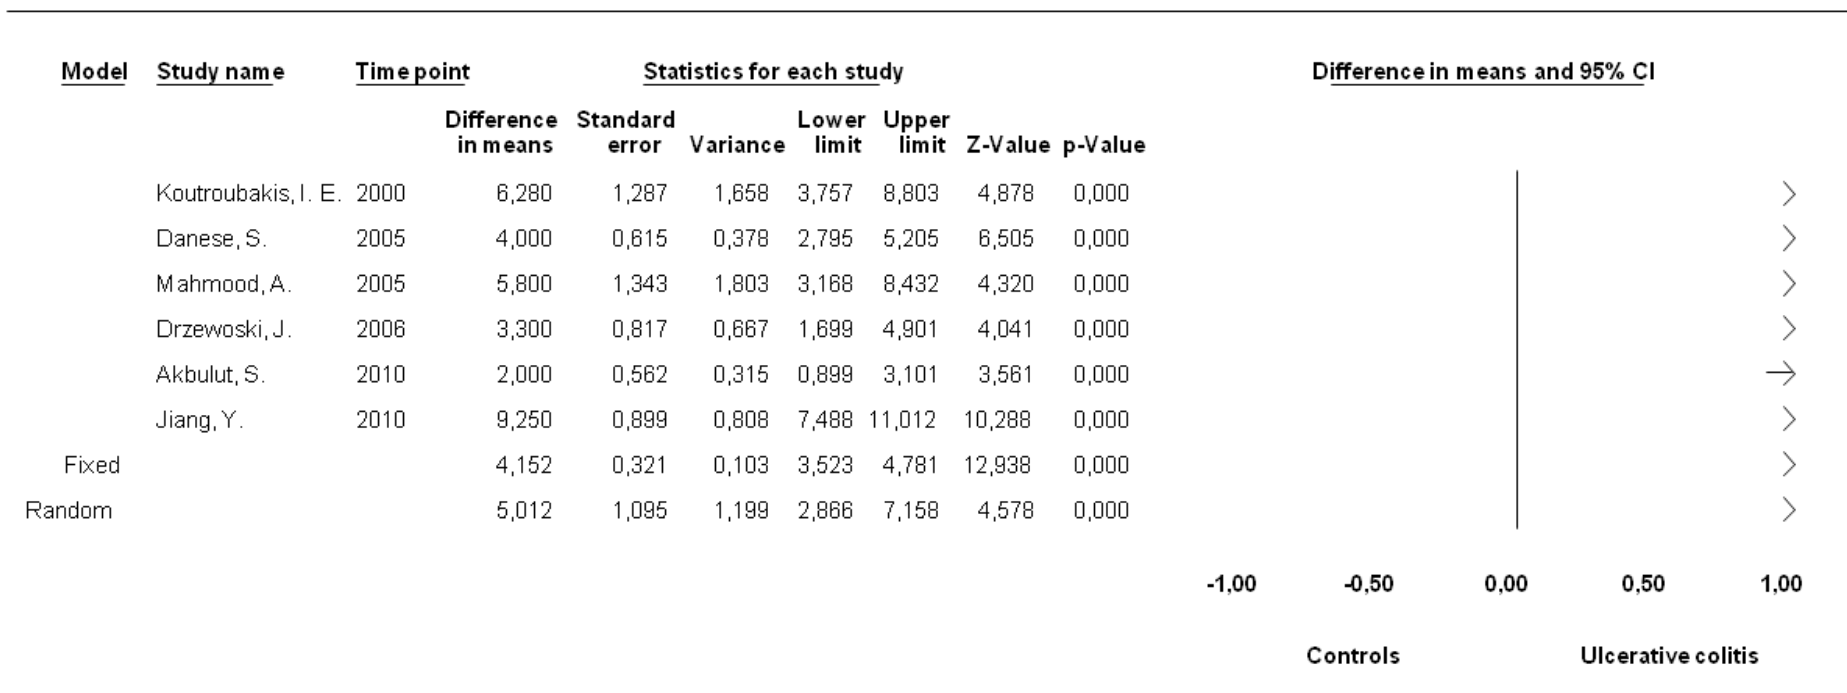 Model Study name Time point Statistics for each study Difference in means and 95% CI
Difference in means Standard error Variance Lower limit Upper limit Z-Value p-Value
Koutroubakis, I. E. 2000 6,280 1,287 1,658 3,757 8,803 4,878 0,000
Danese, S. 2005 4,000 0,615 0,378 2,795 5,205 6,505 0,000
Mahmood, A. 2005 5,800 1,343 1,803 3,168 8,432 4,320 0,000
Drzewoski, J. 2006 3,300 0,817 0,667 1,699 4,901 4,041 0,000
Akbulut, S. 2010 2,000 0,562 0,315 0,899 3,101 3,561 0,000
Jiang, Y. 2010 9,250 0,899 0,808 7,488 11,012 10,288 0,000
Fixed 4,152 0,321 0,103 3,523 4,781 12,938 0,000
Random 5,012 1,095 1,199 2,866 7,158 4,578 0,000
-1,00 -0,50 0,00 0,50 1,00
Controls Ulcerative colitis